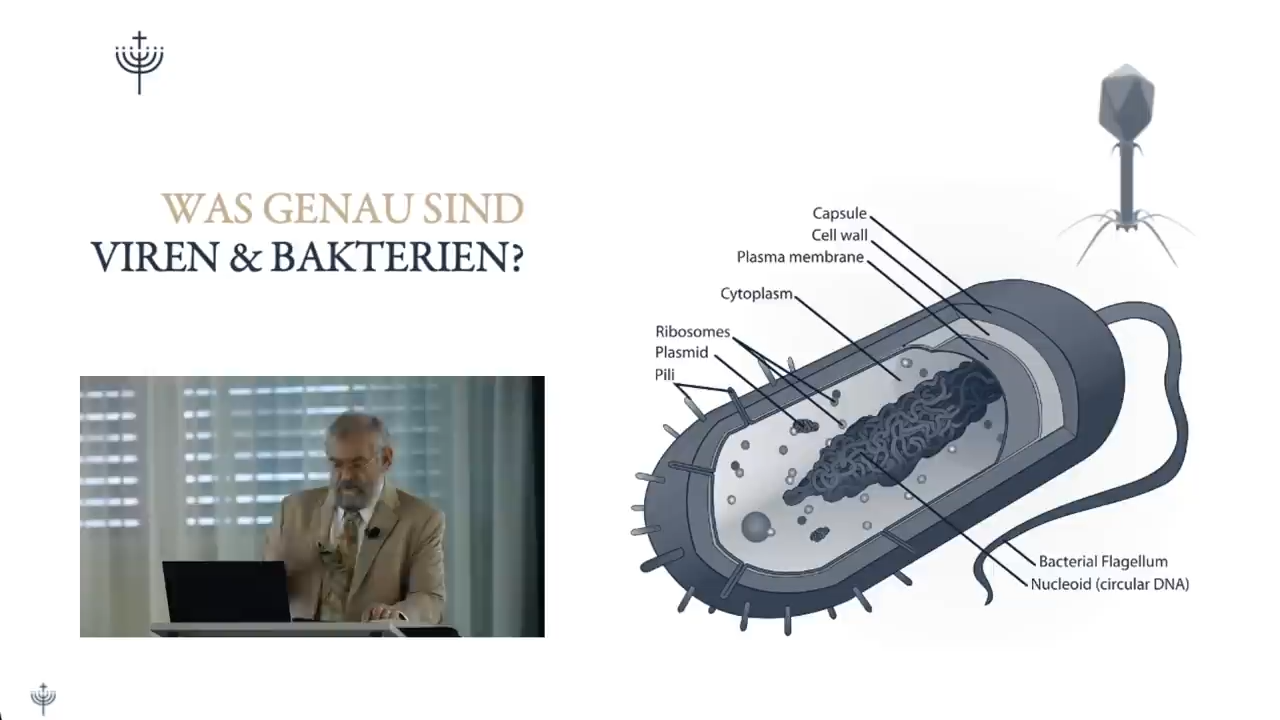 WAS GENAU SIND
VIREN & BAKTERIEN?
Capsule
Cell wall
Plasma membrane
Cytoplasm
Ribosomes
Plasmid
Pili
Bacterial Flagellum
Nucleoid (circular DNA)